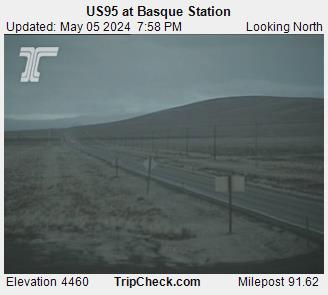 US95 at Basque Station
Updated: May 05 2024 7:58 PM Looking North
Elevation 4460 TripCheck.com Milepost 91.62